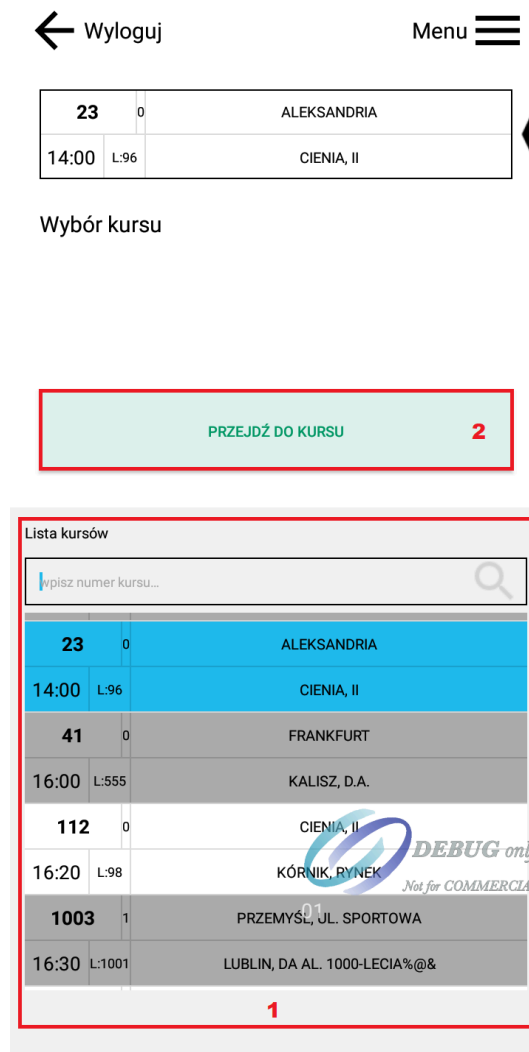 Wyloguj Menu
23 0 ALEKSANDRIA
14:00 L:96 CIENIA, II
Wybór kursu
PRZEJDŹ DO KURSU 2
Lista kursów
wpisz numer kursu...
23 0 ALEKSANDRIA
14:00 L:96 CIENIA, II
41 0 FRANKFURT
16:00 L:555 KALISZ, D.A.
112 0 CIENIA, II
DEBUG onl
16:20 L:98 KÓRNIK, RYNEK
Not for COMMERCIA
01
1003 1 PRZEMYŚL, UL. SPORTOWA
16:30 L:1001 LUBLIN, DA AL. 1000-LECIA%@&
1